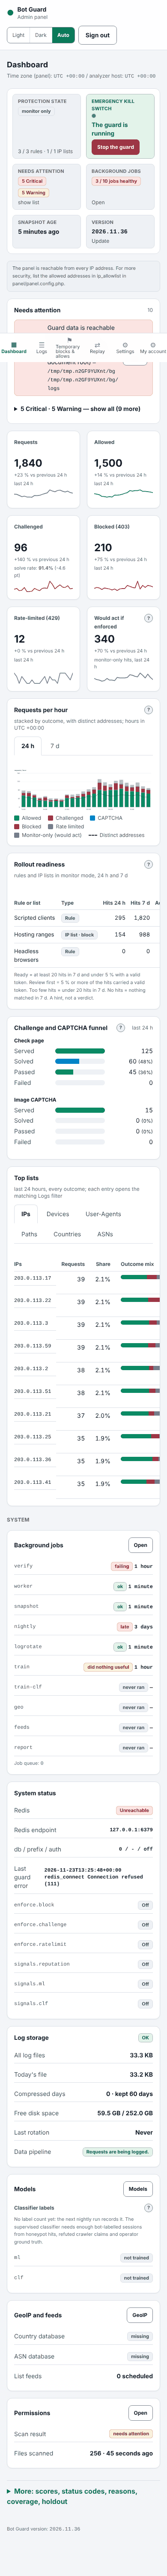 Bot Guard
Admin panel
Light Dark Auto Sign out
Dashboard
Time zone (panel): UTC +00:00 / analyzer host: UTC +00:00
PROTECTION STATE
monitor only
3 / 3 rules · 1 / 1 IP lists
EMERGENCY KILL SWITCH
The guard is running
Stop the guard
NEEDS ATTENTION
5 Critical
5 Warning
show list
BACKGROUND JOBS
3 / 10 jobs healthy
Open
SNAPSHOT AGE
5 minutes ago
VERSION
2026.11.36
Update
The panel is reachable from every IP address. For more security, list the allowed addresses in ip_allowlist in panel/panel.config.php.
Needs attention 10
Guard data is reachable
Dashboard
Logs
Temporary blocks & allows
Replay
Settings
My account
/tmp/tmp.n2GF9YUXnt/bg
/tmp/tmp.n2GF9YUXnt/bg/
logs
5 Critical · 5 Warning — show all (9 more)
Requests
1,840
+23 % vs previous 24 h
last 24 h
Allowed
1,500
+14 % vs previous 24 h
last 24 h
Challenged
96
+140 % vs previous 24 h
solve rate: 91.4% (-4.6 pt)
Blocked (403)
210
+75 % vs previous 24 h
last 24 h
Rate-limited (429)
12
+0 % vs previous 24 h
last 24 h
Would act if enforced
?
340
+70 % vs previous 24 h
monitor-only hits, last 24 h
Requests per hour ?
stacked by outcome, with distinct addresses, hours in UTC +00:00
24 h 7 d
Allowed Challenged CAPTCHA
Blocked Rate limited
Monitor-only (would act) Distinct addresses
Rollout readiness ?
rules and IP lists in monitor mode, 24 h and 7 d
Rule or list Type Hits 24 h Hits 7 d
Scripted clients Rule 295 1,820
Hosting ranges IP list · block 154 988
Headless browsers Rule 0 0
Ready = at least 20 hits in 7 d and under 5 % with a valid token. Review first = 5 % or more of the hits carried a valid token. Too few hits = under 20 hits in 7 d. No hits = nothing matched in 7 d. A hint, not a verdict.
Challenge and CAPTCHA funnel ? last 24 h
Check page
Served 125
Solved 60 (48%)
Passed 45 (36%)
Failed 0
Image CAPTCHA
Served 15
Solved 0 (0%)
Passed 0 (0%)
Failed 0
Top lists
last 24 hours, every outcome; each entry opens the matching Logs filter
IPs Devices User-Agents
Paths Countries ASNs
IPs Requests Share Outcome mix
203.0.113.17 39 2.1%
203.0.113.22 39 2.1%
203.0.113.3 39 2.1%
203.0.113.59 39 2.1%
203.0.113.2 38 2.1%
203.0.113.51 38 2.1%
203.0.113.21 37 2.0%
203.0.113.25 35 1.9%
203.0.113.36 35 1.9%
203.0.113.41 35 1.9%
SYSTEM
Background jobs Open
verify failing 1 hour
worker ok 1 minute
snapshot ok 1 minute
nightly late 3 days
logrotate ok 1 minute
train did nothing useful 1 hour
train-clf never ran —
geo never ran —
feeds never ran —
report never ran —
Job queue: 0
System status
Redis Unreachable
Redis endpoint 127.0.0.1:6379
db / prefix / auth 0 / - / off
Last guard error 2026-11-23T13:25:48+00:00 redis_connect Connection refused [111]
enforce.block Off
enforce.challenge Off
enforce.ratelimit Off
signals.reputation Off
signals.ml Off
signals.clf Off
Log storage OK
All log files 33.3 KB
Today's file 33.2 KB
Compressed days 0 · kept 60 days
Free disk space 59.5 GB / 252.0 GB
Last rotation Never
Data pipeline Requests are being logged.
Models Models
Classifier labels ?
No label count yet: the next nightly run records it. The supervised classifier needs enough bot-labelled sessions from honeypot hits, refuted crawler claims and operator ground truth.
ml not trained
clf not trained
GeoIP and feeds GeoIP
Country database missing
ASN database missing
List feeds 0 scheduled
Permissions Open
Scan result needs attention
Files scanned 256 · 45 seconds ago
More: scores, status codes, reasons, coverage, holdout
Bot Guard version: 2026.11.36